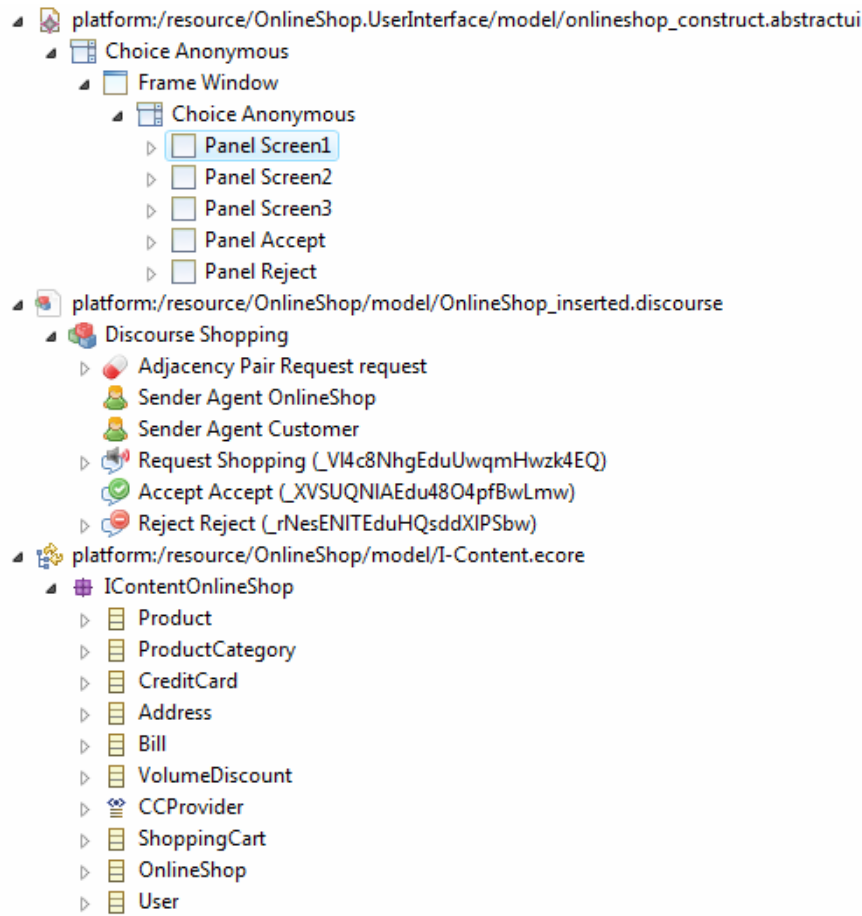 platform:/resource/OnlineShop.UserInterface/model/onlineshop_construct.abstractui
Choice Anonymous
Frame Window
Choice Anonymous
Panel Screen1
Panel Screen2
Panel Screen3
Panel Accept
Panel Reject
platform:/resource/OnlineShop/model/OnlineShop_inserted.discourse
Discourse Shopping
Adjacency Pair Request request
Sender Agent OnlineShop
Sender Agent Customer
Request Shopping (_Vl4c8NhgEduUwqmHwzk4EQ)
Accept Accept (_XVSUQNIAEdu48O4pfBwLmw)
Reject Reject (_rNesENITEduHQsddXlPSbw)
platform:/resource/OnlineShop/model/I-Content.ecore
IContentOnlineShop
Product
ProductCategory
CreditCard
Address
Bill
VolumeDiscount
CCProvider
ShoppingCart
OnlineShop
User